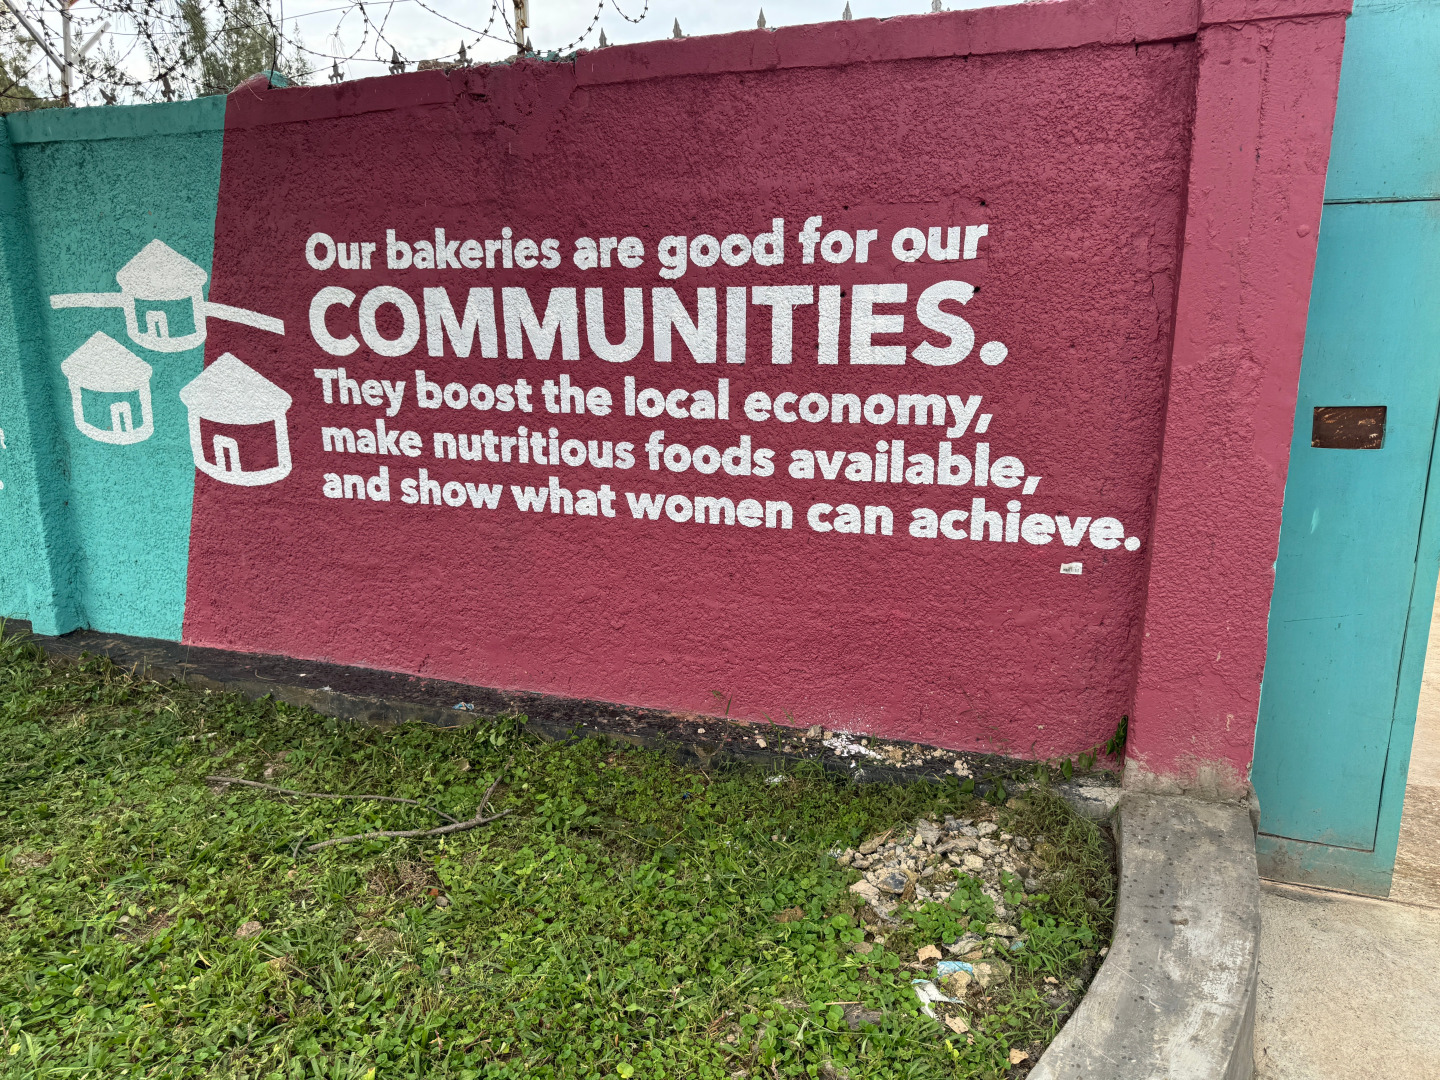 Our bakeries are good for our
COMMUNITIES.
They boost the local economy,
make nutritious foods available,
and show what women can achieve.